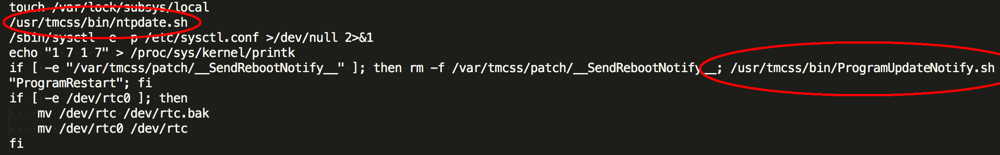 touch /var/lock/subsys/local
/usr/tmcss/bin/ntpdate.sh
/sbin/sysctl -e -p /etc/sysctl.conf >/dev/null 2>&1
echo "1 7 1 7" > /proc/sys/kernel/printk
if [ -e "/var/tmcss/patch/__SendRebootNotify__" ]; then rm -f /var/tmcss/patch/__SendRebootNotify__; /usr/tmcss/bin/ProgramUpdateNotify.sh
"ProgramRestart"; fi
if [ -e /dev/rtc0 ]; then
    mv /dev/rtc /dev/rtc.bak
    mv /dev/rtc0 /dev/rtc
fi